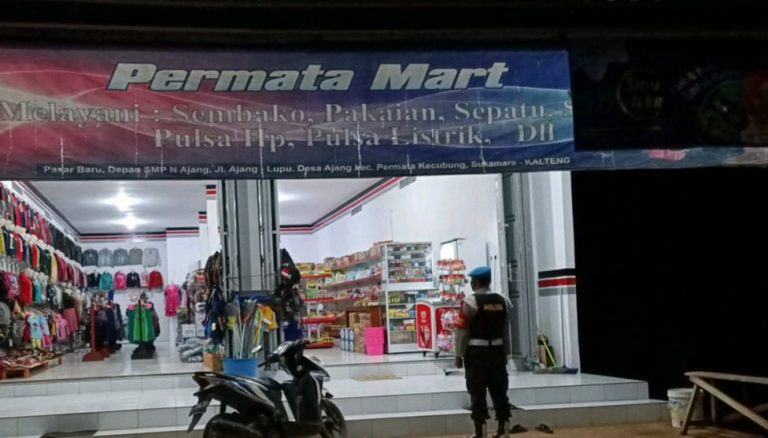 Permata Mart
Melayani : Sembako, Pakaian, Sepatu, S
Pulsa Hp, Pulsa Listrik, Dll
Pasar Baru, Depan SMP N Ajang, Jl. Ajang - Lupu. Desa Ajang kec. Permata Kecubung, Sukamara - KALTENG
POLISI